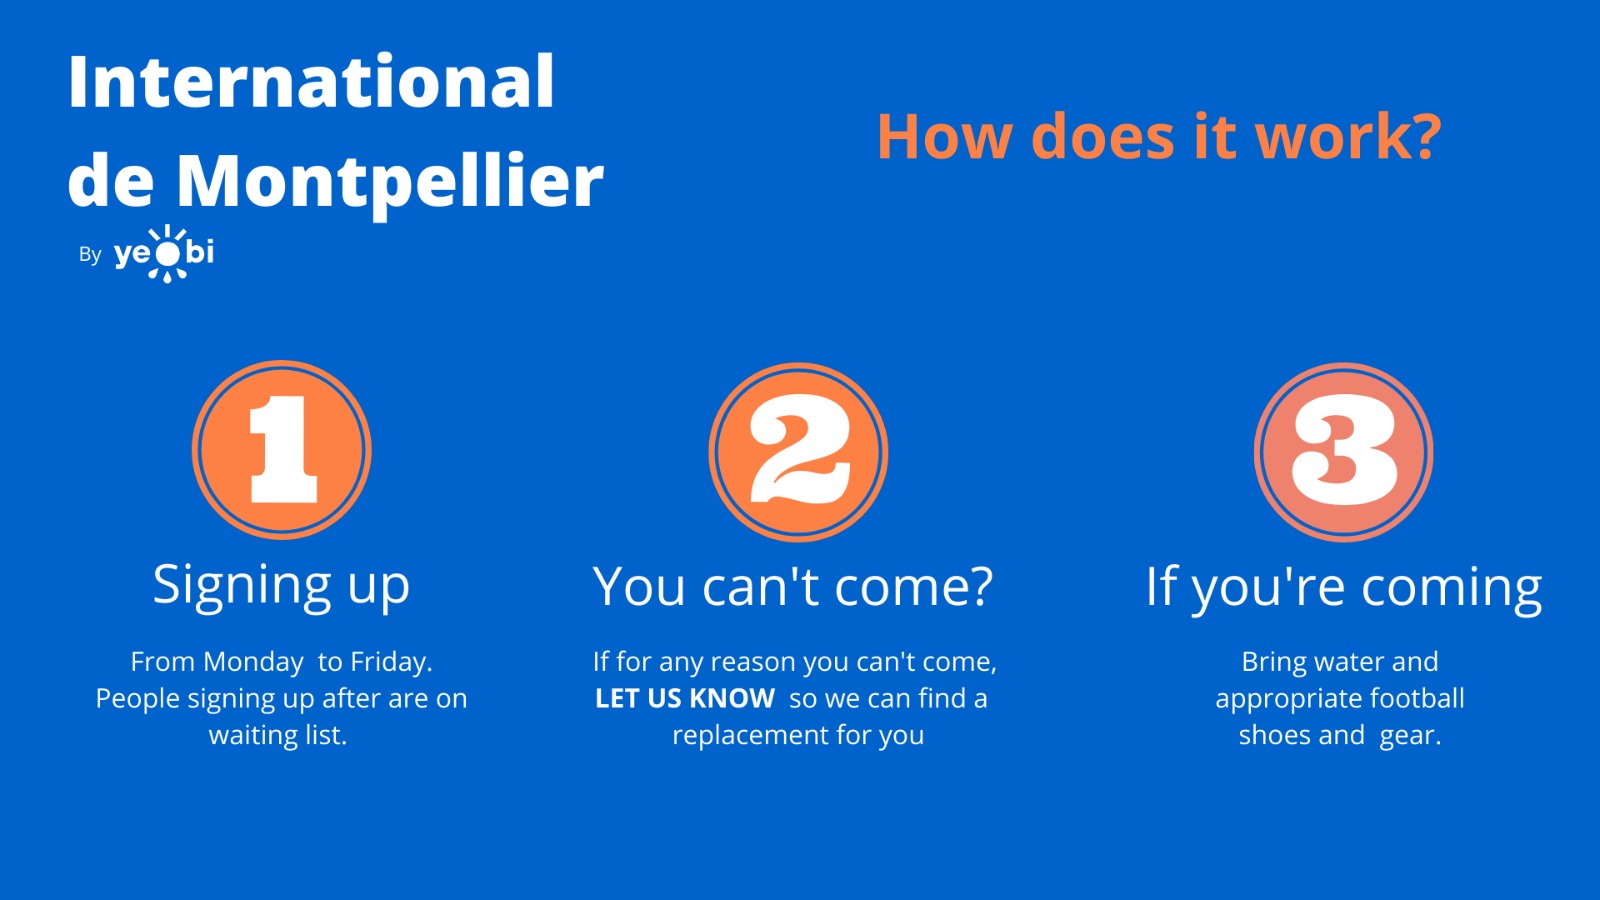 International
de Montpellier
By yeobi
How does it work?
1
Signing up
From Monday to Friday.
People signing up after are on
waiting list.
2
You can't come?
If for any reason you can't come,
LET US KNOW so we can find a
replacement for you
3
If you're coming
Bring water and
appropriate football
shoes and gear.